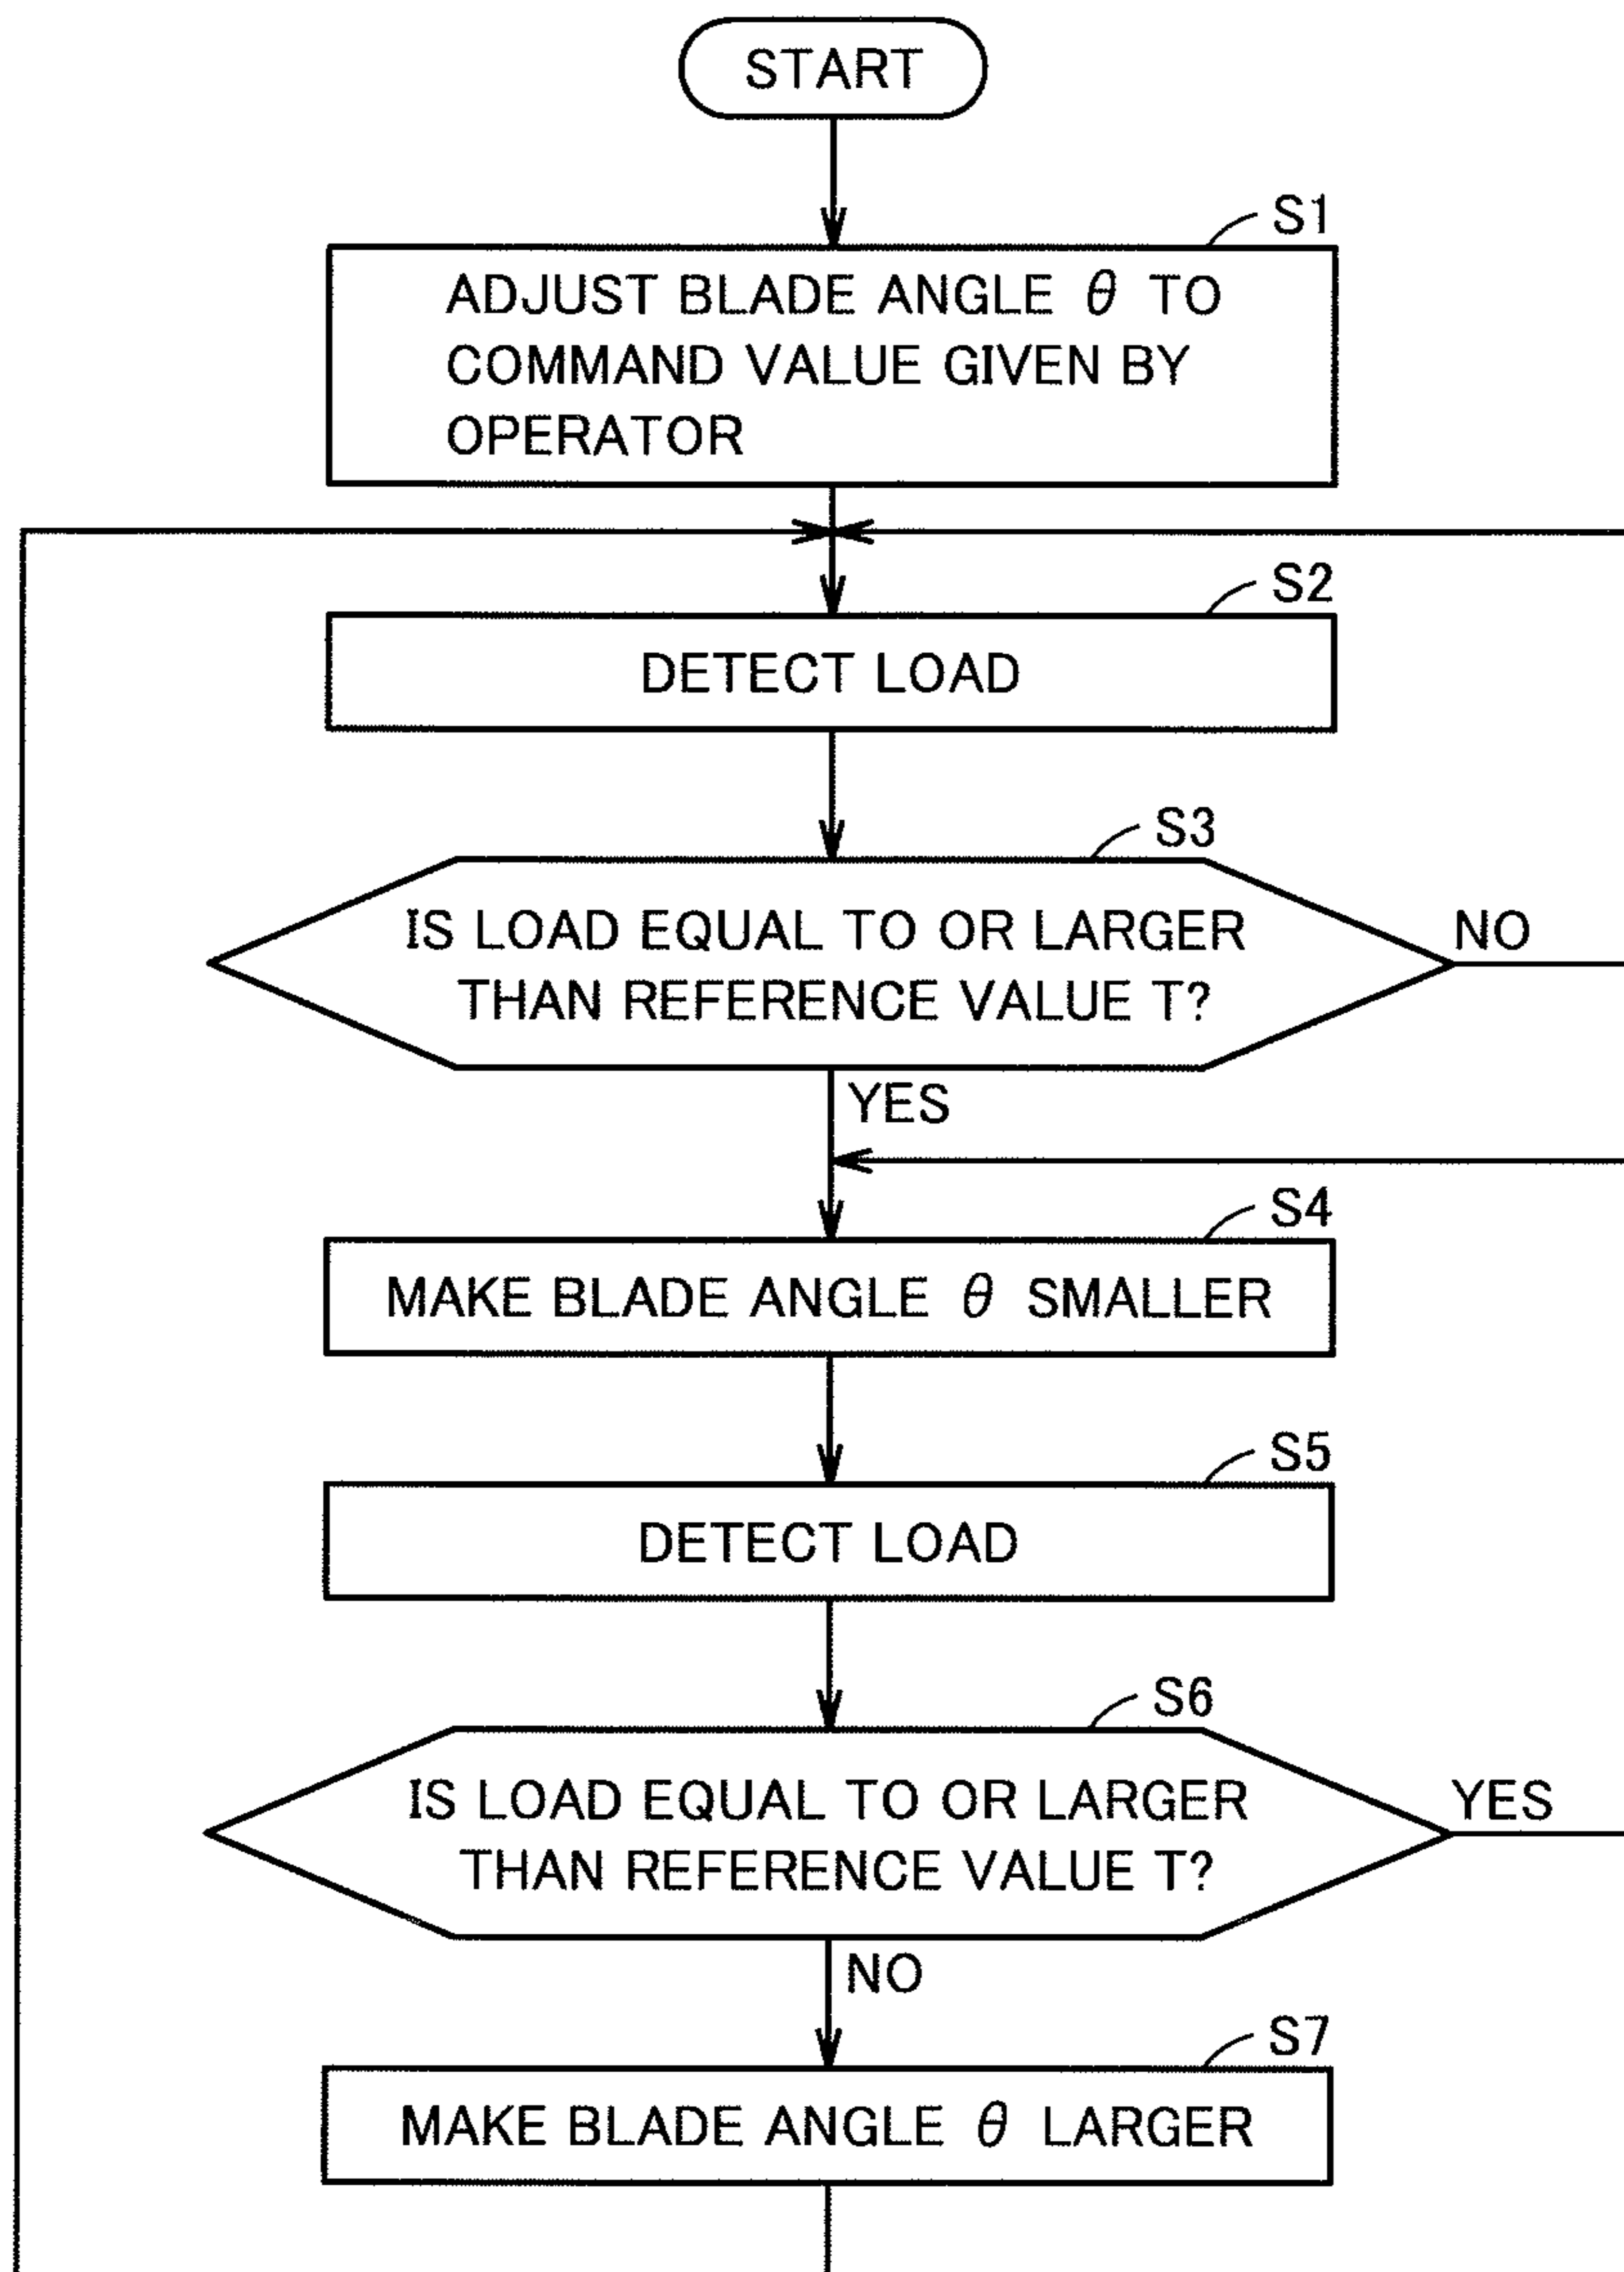 START
S1
ADJUST BLADE ANGLE θ TO
COMMAND VALUE GIVEN BY
OPERATOR
S2
DETECT LOAD
S3
IS LOAD EQUAL TO OR LARGER
THAN REFERENCE VALUE T?
NO
YES
S4
MAKE BLADE ANGLE θ SMALLER
S5
DETECT LOAD
S6
IS LOAD EQUAL TO OR LARGER
THAN REFERENCE VALUE T?
YES
NO
S7
MAKE BLADE ANGLE θ LARGER